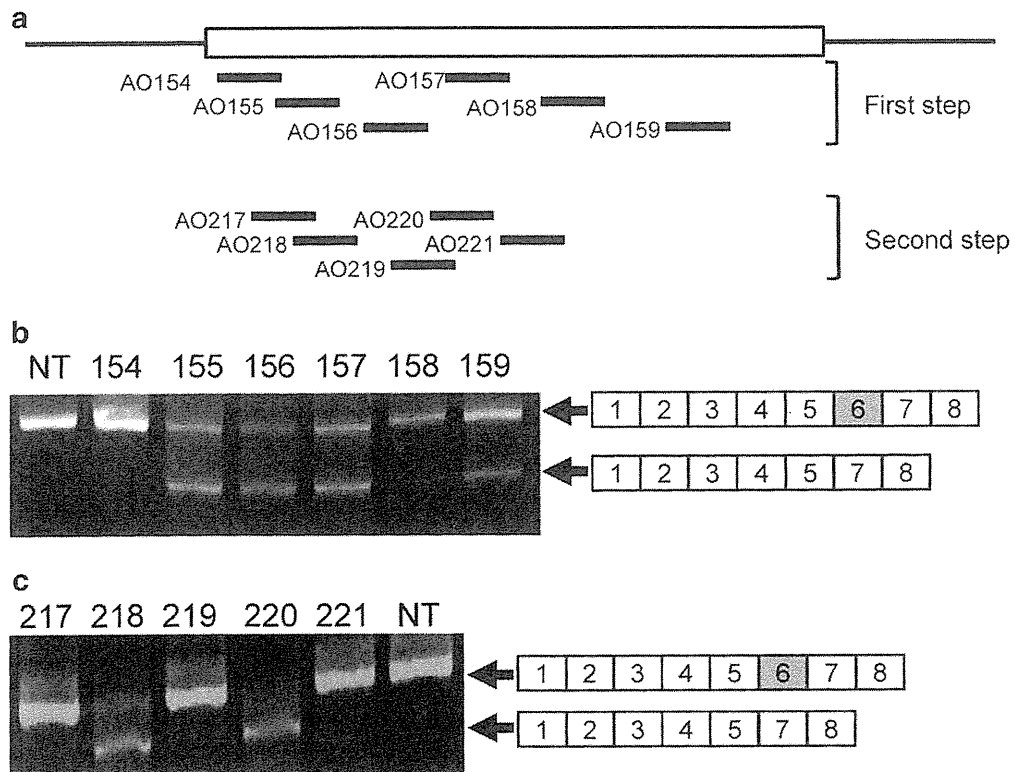 a
AO154
AO157
AO155
AO158
AO156
AO159
First step
AO217
AO220
AO218
AO221
AO219
Second step
b
NT 154 155 156 157 158 159
1 2 3 4 5 6 7 8
1 2 3 4 5 7 8
c
217 218 219 220 221 NT
1 2 3 4 5 6 7 8
1 2 3 4 5 7 8